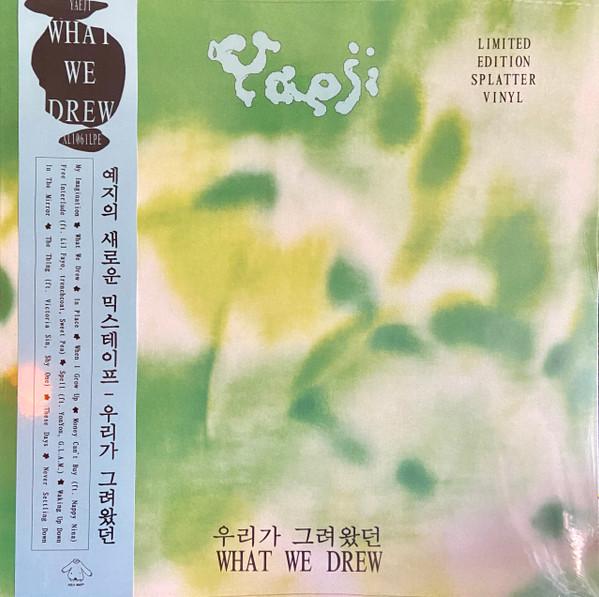 YAEJI
WHAT
WE
DREW
XL1061LPE
예지의 새로운 믹스테이프 - 우리가 그려왔던
My Imagination What We Drew In Place When I Grow Up Money Can't Buy (ft. Nappy Nina)
Free Interlude (ft. Lil Fayo, trenchcoat, Sweet Pea) Spell (ft. YonYon, G.L.A.M.) Waking Up Down
In The Mirror The Th1ng (ft. Victoria Sin, Shy One) These Days Never Settling Down
Yaeji
LIMITED
EDITION
SPLATTER
VINYL
우리가 그려왔던
WHAT WE DREW